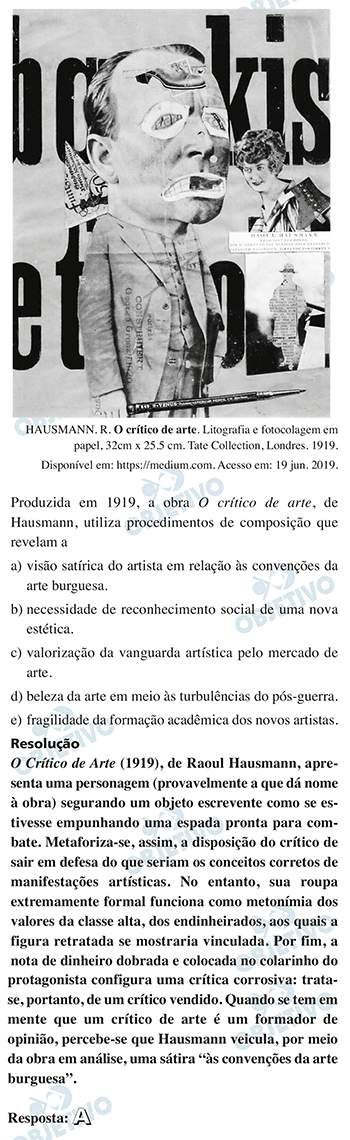 RAOUL HAUSMANN
VENUS
HAUSMANN. R. O crítico de arte. Litografia e fotocolagem em
papel, 32cm x 25.5 cm. Tate Collection, Londres. 1919.
Disponível em: https://medium.com. Acesso em: 19 jun. 2019.
Produzida em 1919, a obra O crítico de arte, de
Hausmann, utiliza procedimentos de composição que
revelam a
a) visão satírica do artista em relação às convenções da
arte burguesa.
b) necessidade de reconhecimento social de uma nova
estética.
c) valorização da vanguarda artística pelo mercado de
arte.
d) beleza da arte em meio às turbulências do pós-guerra.
e) fragilidade da formação acadêmica dos novos artistas.
Resolução
O Crítico de Arte (1919), de Raoul Hausmann, apre-
senta uma personagem (provavelmente a que dá nome
à obra) segurando um objeto escrevente como se es-
tivesse empunhando uma espada pronta para com-
bate. Metaforiza-se, assim, a disposição do crítico de
sair em defesa do que seriam os conceitos corretos de
manifestações artísticas. No entanto, sua roupa
extremamente formal funciona como metonímia dos
valores da classe alta, dos endinheirados, aos quais a
figura retratada se mostraria vinculada. Por fim, a
nota de dinheiro dobrada e colocada no colarinho do
protagonista configura uma crítica corrosiva: trata-
se, portanto, de um crítico vendido. Quando se tem em
mente que um crítico de arte é um formador de
opinião, percebe-se que Hausmann veicula, por meio
da obra em análise, uma sátira “às convenções da arte
burguesa”.
Resposta: A
OBJETIVO